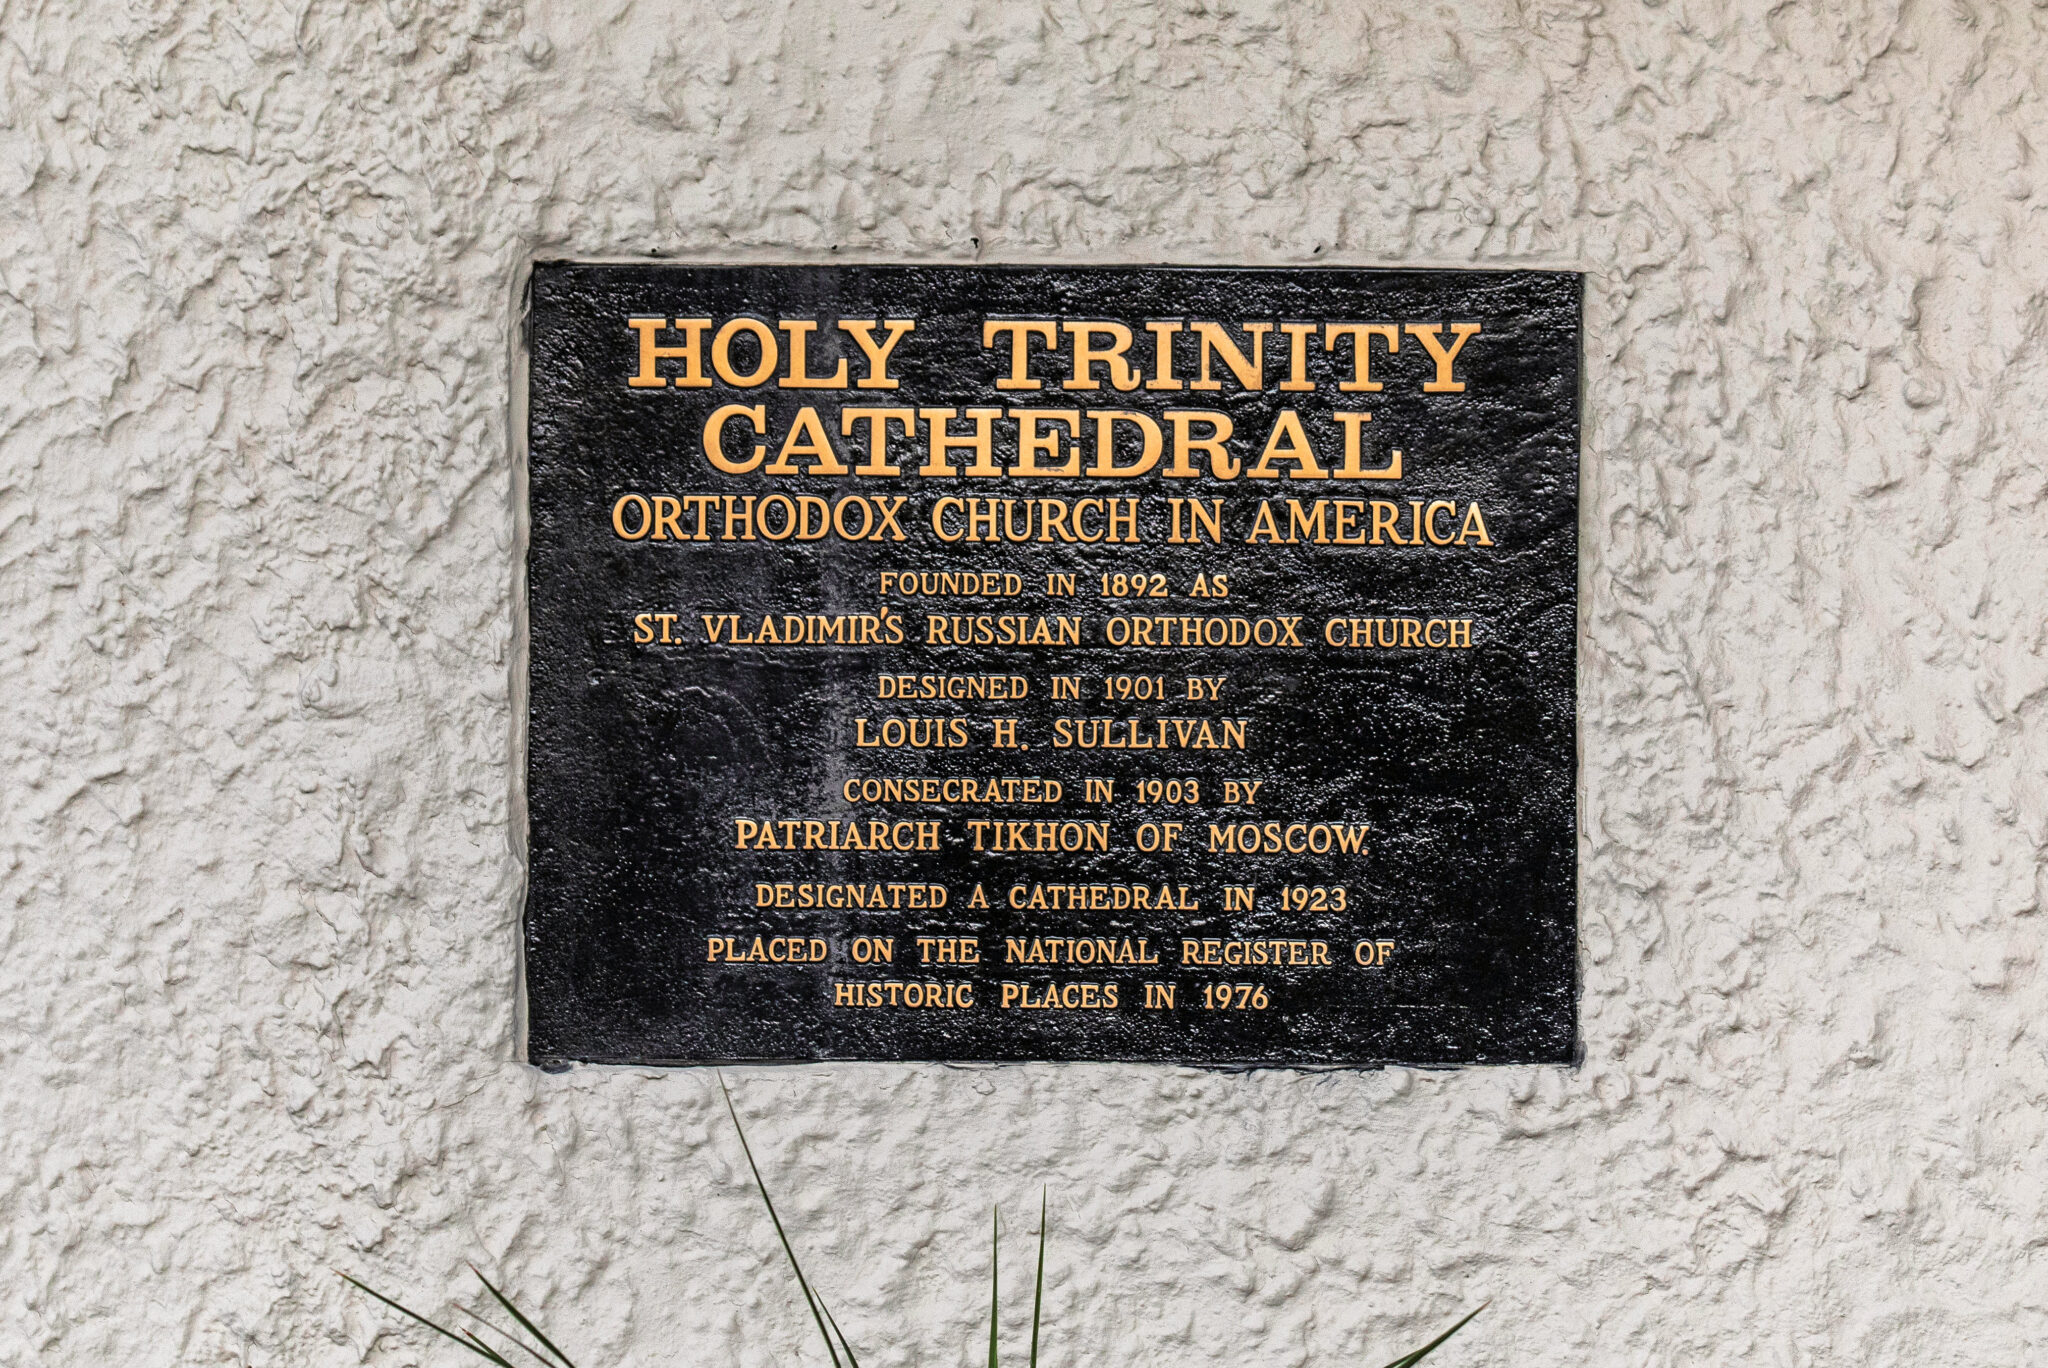 HOLY TRINITY
CATHEDRAL
ORTHODOX CHURCH IN AMERICA
FOUNDED IN 1892 AS
ST. VLADIMIR'S RUSSIAN ORTHODOX CHURCH
DESIGNED IN 1901 BY
LOUIS H. SULLIVAN
CONSECRATED IN 1903 BY
PATRIARCH TIKHON OF MOSCOW.
DESIGNATED A CATHEDRAL IN 1923
PLACED ON THE NATIONAL REGISTER OF
HISTORIC PLACES IN 1976